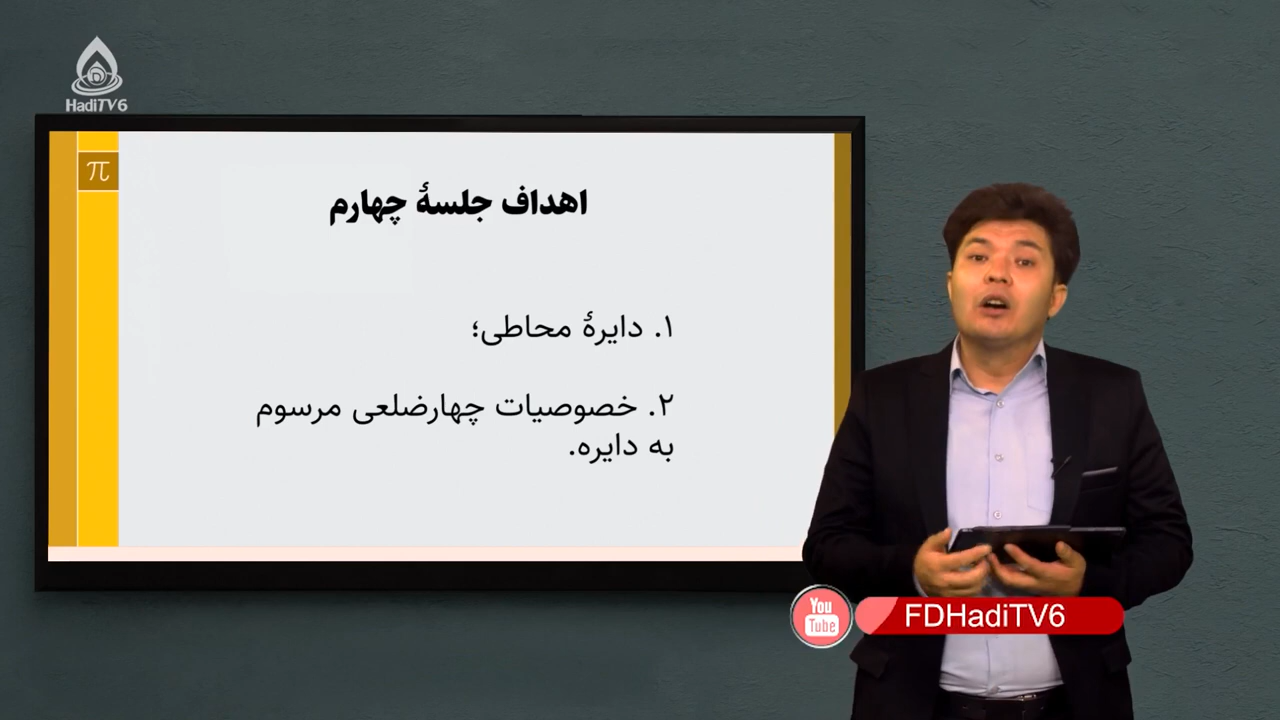 HadiTV6
π
اهداف جلسهٔ چهارم
۱. دایرهٔ محاطی؛
۲. خصوصیات چهارضلعی مرسوم
به دایره.
You
Tube
FDHadiTV6